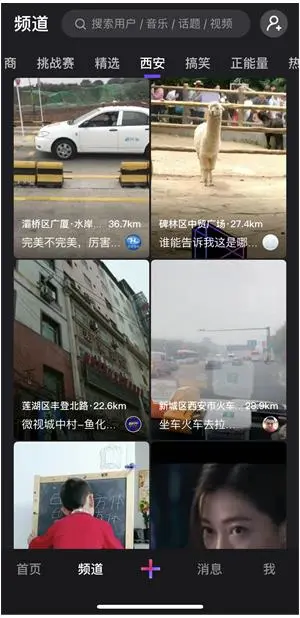 频道
搜索用户 / 音乐 / 话题 / 视频
商 挑战赛 精选 西安 搞笑 正能量
灞桥区广厦·水岸... 36.7km
完美不完美，厉害...
碑林区中贸广场·27.4km
谁能告诉我这是哪...
莲湖区丰登北路·22.6km
微视城中村-鱼化...
新城区西安市火车... 29.9km
坐车火车去拉...
首页 频道 消息 我